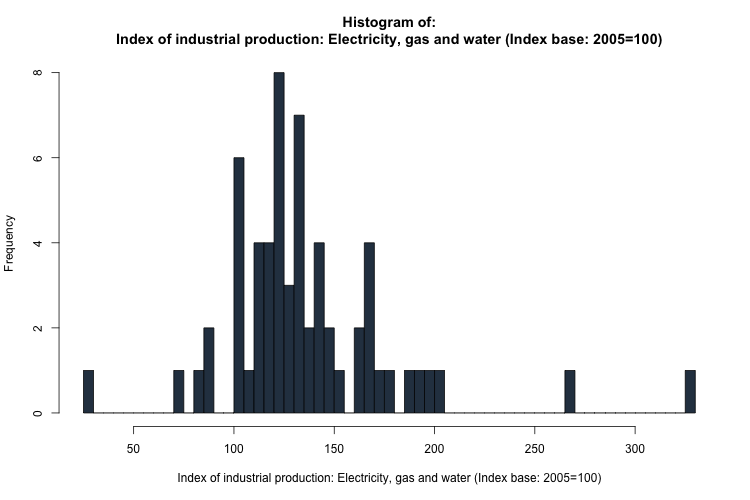 Histogram of:
Index of industrial production: Electricity, gas and water (Index base: 2005=100)
Frequency
8
6
4
2
0
50 100 150 200 250 300
Index of industrial production: Electricity, gas and water (Index base: 2005=100)